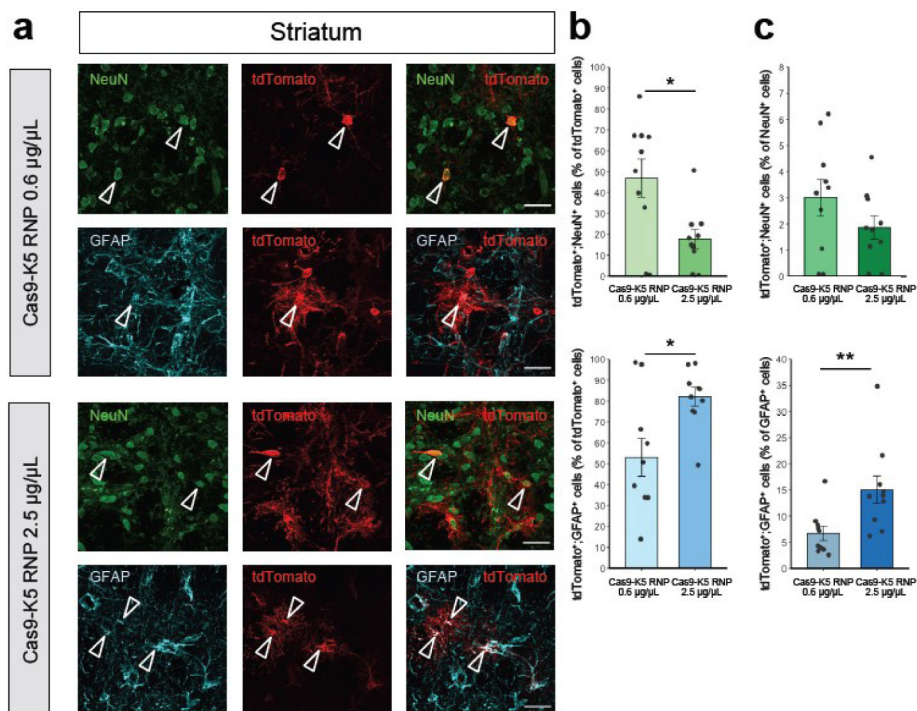 a
Striatum
Cas9-K5 RNP 0.6 µg/µL
NeuN
tdTomato
NeuN tdTomato
GFAP
tdTomato
GFAP tdTomato
Cas9-K5 RNP 2.5 µg/µL
NeuN
tdTomato
NeuN tdTomato
GFAP
tdTomato
GFAP tdTomato
b
tdTomato⁺;NeuN⁺ cells (% of tdTomato⁺ cells)
100
90
80
70
60
50
40
30
20
10
0
*
Cas9-K5 RNP
0.6 µg/µL
Cas9-K5 RNP
2.5 µg/µL
tdTomato⁺;GFAP⁺ cells (% of tdTomato⁺ cells)
100
90
80
70
60
50
40
30
20
10
0
*
Cas9-K5 RNP
0.6 µg/µL
Cas9-K5 RNP
2.5 µg/µL
c
tdTomato⁺;NeuN⁺ cells (% of NeuN⁺ cells)
8
7
6
5
4
3
2
1
0
Cas9-K5 RNP
0.6 µg/µL
Cas9-K5 RNP
2.5 µg/µL
tdTomato⁺;GFAP⁺ cells (% of GFAP⁺ cells)
40
35
30
25
20
15
10
5
0
**
Cas9-K5 RNP
0.6 µg/µL
Cas9-K5 RNP
2.5 µg/µL